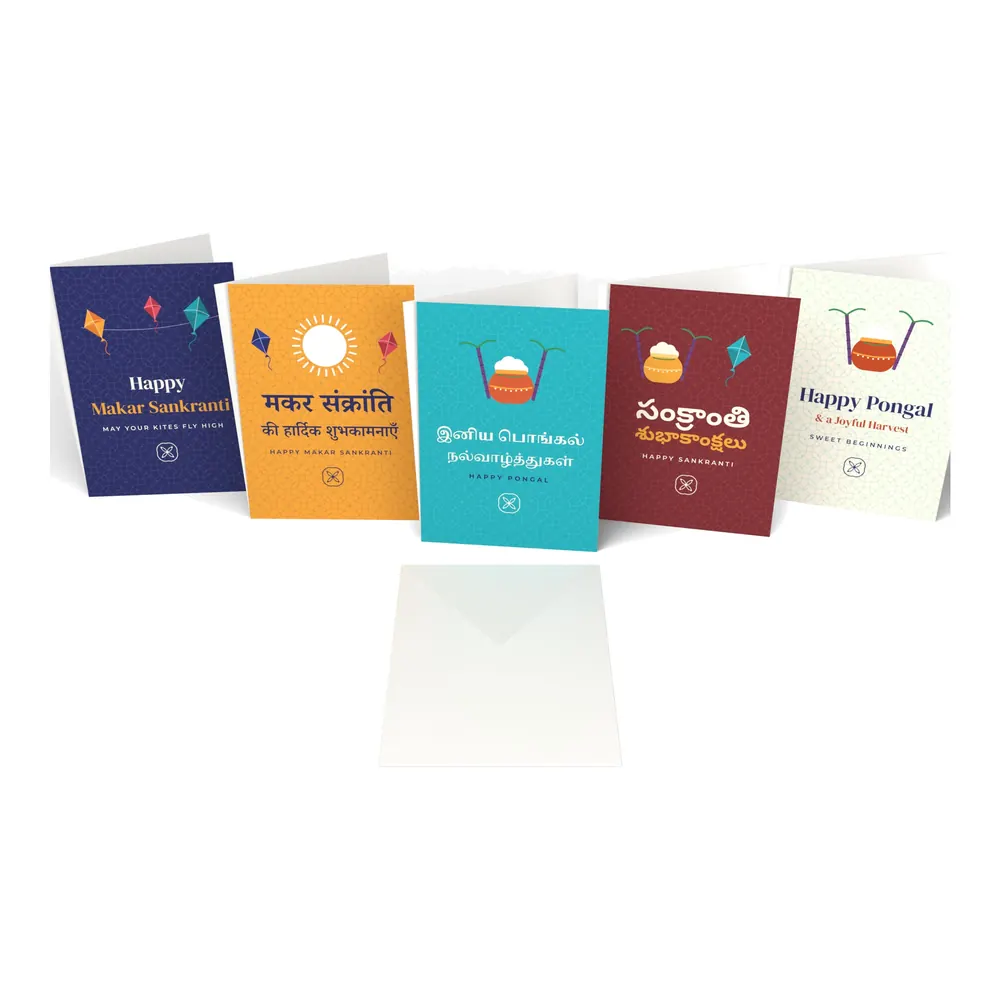 Happy
Makar Sankranti
MAY YOUR KITES FLY HIGH
मकर संक्रांति
की हार्दिक शुभकामनाएँ
HAPPY MAKAR SANKRANTI
இனிய பொங்கல்
நல்வாழ்த்துகள்
HAPPY PONGAL
సంక్రాంతి
శుభాకాంక్షలు
HAPPY SANKRANTI
Happy Pongal
& a Joyful Harvest
SWEET BEGINNINGS